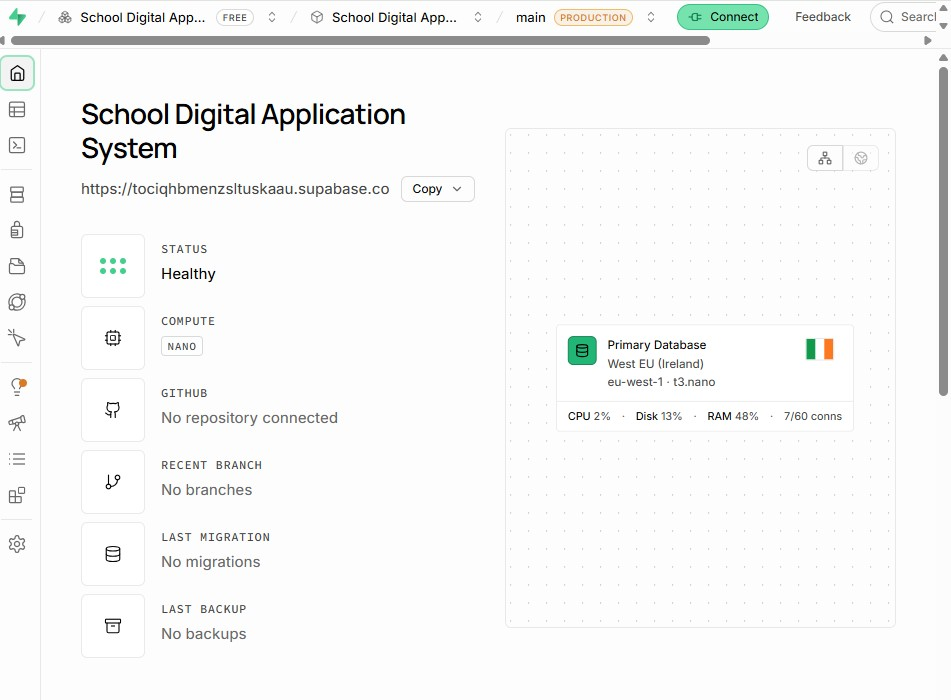 School Digital App... FREE School Digital App... main PRODUCTION Connect Feedback Searc
School Digital Application
System
https://tociqhbmenzsltuskaau.supabase.co Copy
STATUS
Healthy
COMPUTE
NANO
GITHUB
No repository connected
RECENT BRANCH
No branches
LAST MIGRATION
No migrations
LAST BACKUP
No backups
Primary Database
West EU (Ireland)
eu-west-1 · t3.nano
CPU 2% · Disk 13% · RAM 48% · 7/60 conns